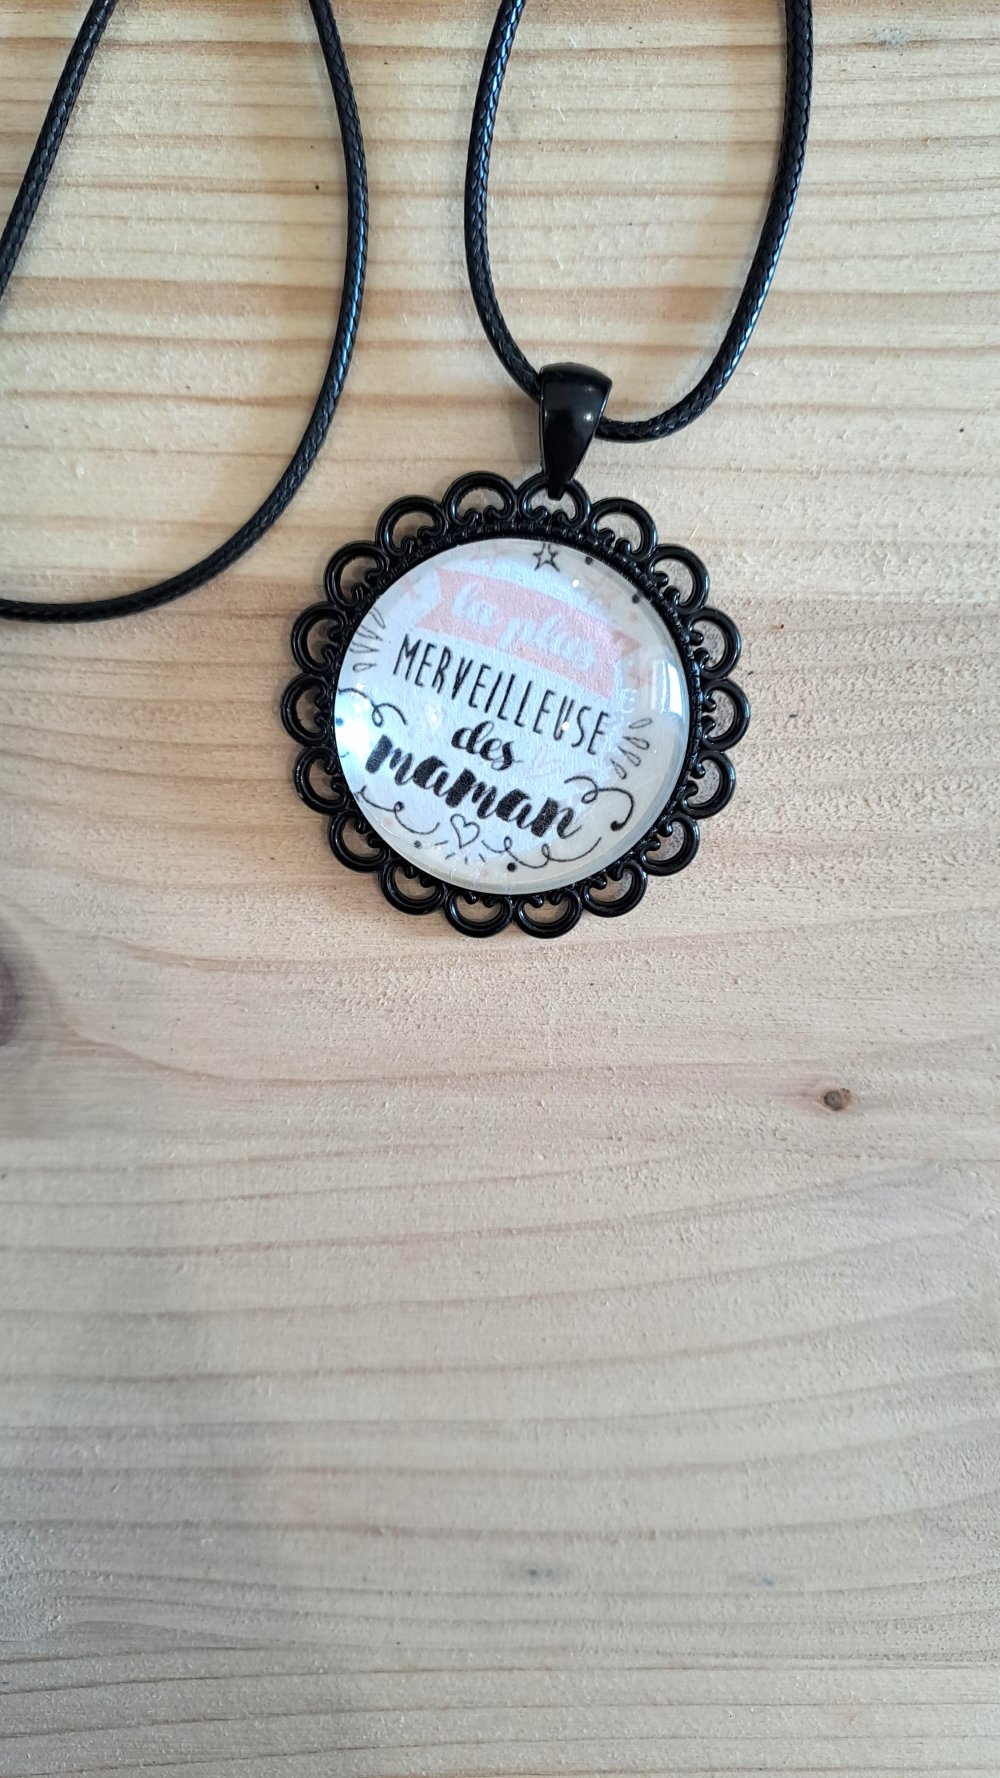 la plus
MERVEILLEUSE
des
maman